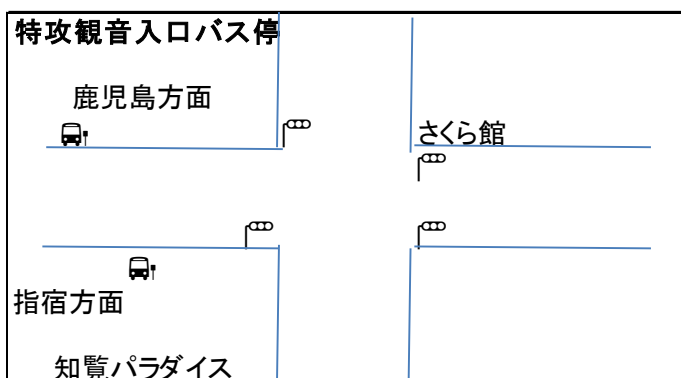 特攻観音入口バス停
鹿児島方面
さくら館
指宿方面
知覧パラダイス